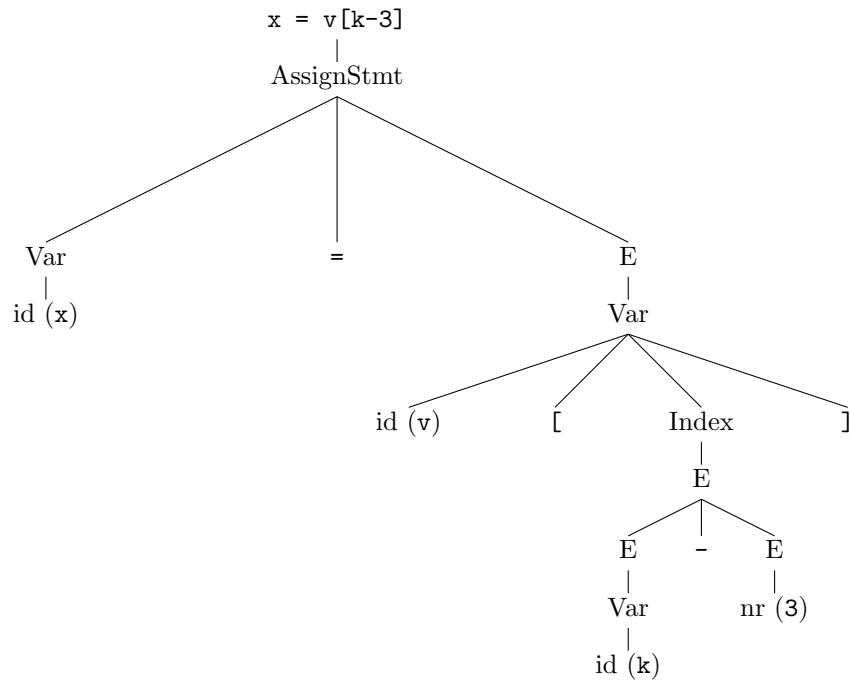 x = v[k-3]
AssignStmt
Var = E
id (x) Var
id (v) [ Index ]
E
E - E
Var nr (3)
id (k)